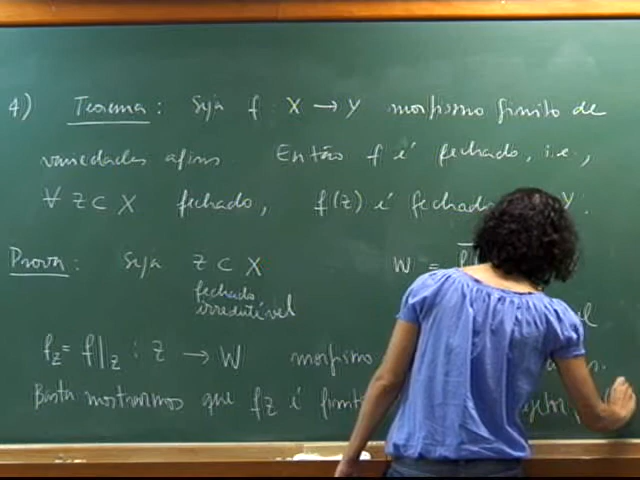 4) Teorema: Seja f: X → Y morfismo finito de
variedades afins. Então f é fechado, i.e.,
∀ Z ⊂ X fechado, f(Z) é fechado Y.
Prova: Seja Z ⊂ X W =
fechado
irredutível
f_Z = f|_Z : Z → W morfismo
Basta mostrarmos que f_Z é